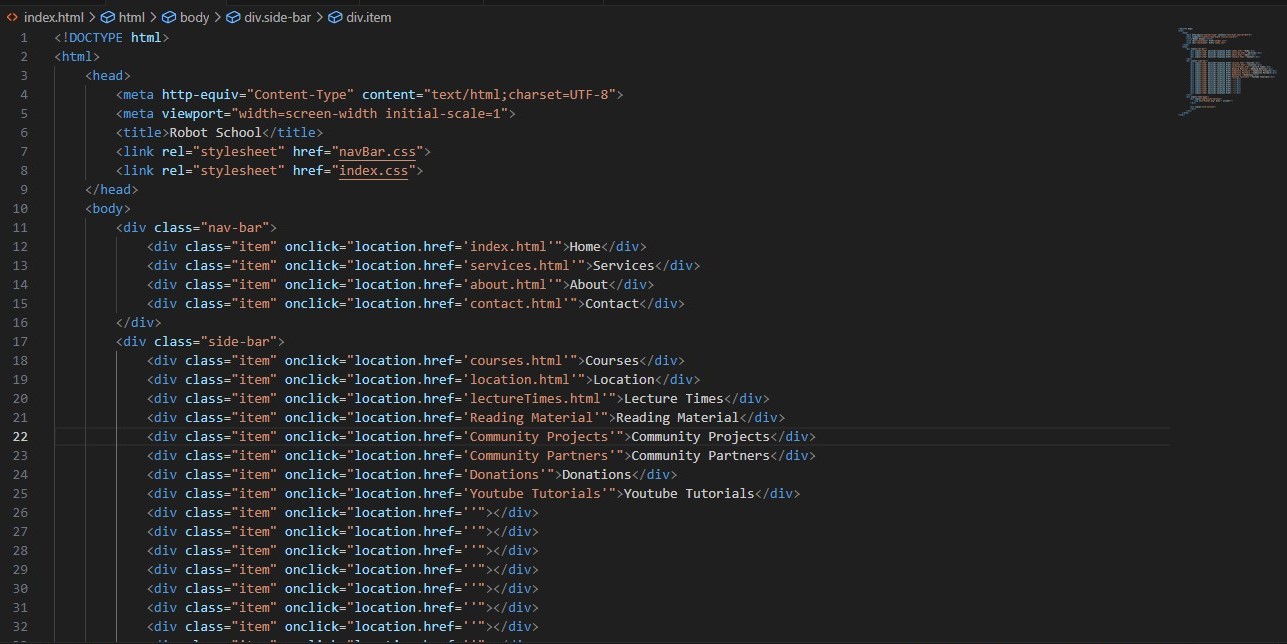 index.html > html > body > div.side-bar > div.item
1 <!DOCTYPE html>
2 <html>
3 <head>
4 <meta http-equiv="Content-Type" content="text/html;charset=UTF-8">
5 <meta viewport="width=screen-width initial-scale=1">
6 <title>Robot School</title>
7 <link rel="stylesheet" href="navBar.css">
8 <link rel="stylesheet" href="index.css">
9 </head>
10 <body>
11 <div class="nav-bar">
12 <div class="item" onclick="location.href='index.html'">Home</div>
13 <div class="item" onclick="location.href='services.html'">Services</div>
14 <div class="item" onclick="location.href='about.html'">About</div>
15 <div class="item" onclick="location.href='contact.html'">Contact</div>
16 </div>
17 <div class="side-bar">
18 <div class="item" onclick="location.href='courses.html'">Courses</div>
19 <div class="item" onclick="location.href='location.html'">Location</div>
20 <div class="item" onclick="location.href='lectureTimes.html'">Lecture Times</div>
21 <div class="item" onclick="location.href='Reading Material'">Reading Material</div>
22 <div class="item" onclick="location.href='Community Projects'">Community Projects</div>
23 <div class="item" onclick="location.href='Community Partners'">Community Partners</div>
24 <div class="item" onclick="location.href='Donations'">Donations</div>
25 <div class="item" onclick="location.href='Youtube Tutorials'">Youtube Tutorials</div>
26 <div class="item" onclick="location.href=''"></div>
27 <div class="item" onclick="location.href=''"></div>
28 <div class="item" onclick="location.href=''"></div>
29 <div class="item" onclick="location.href=''"></div>
30 <div class="item" onclick="location.href=''"></div>
31 <div class="item" onclick="location.href=''"></div>
32 <div class="item" onclick="location.href=''"></div>